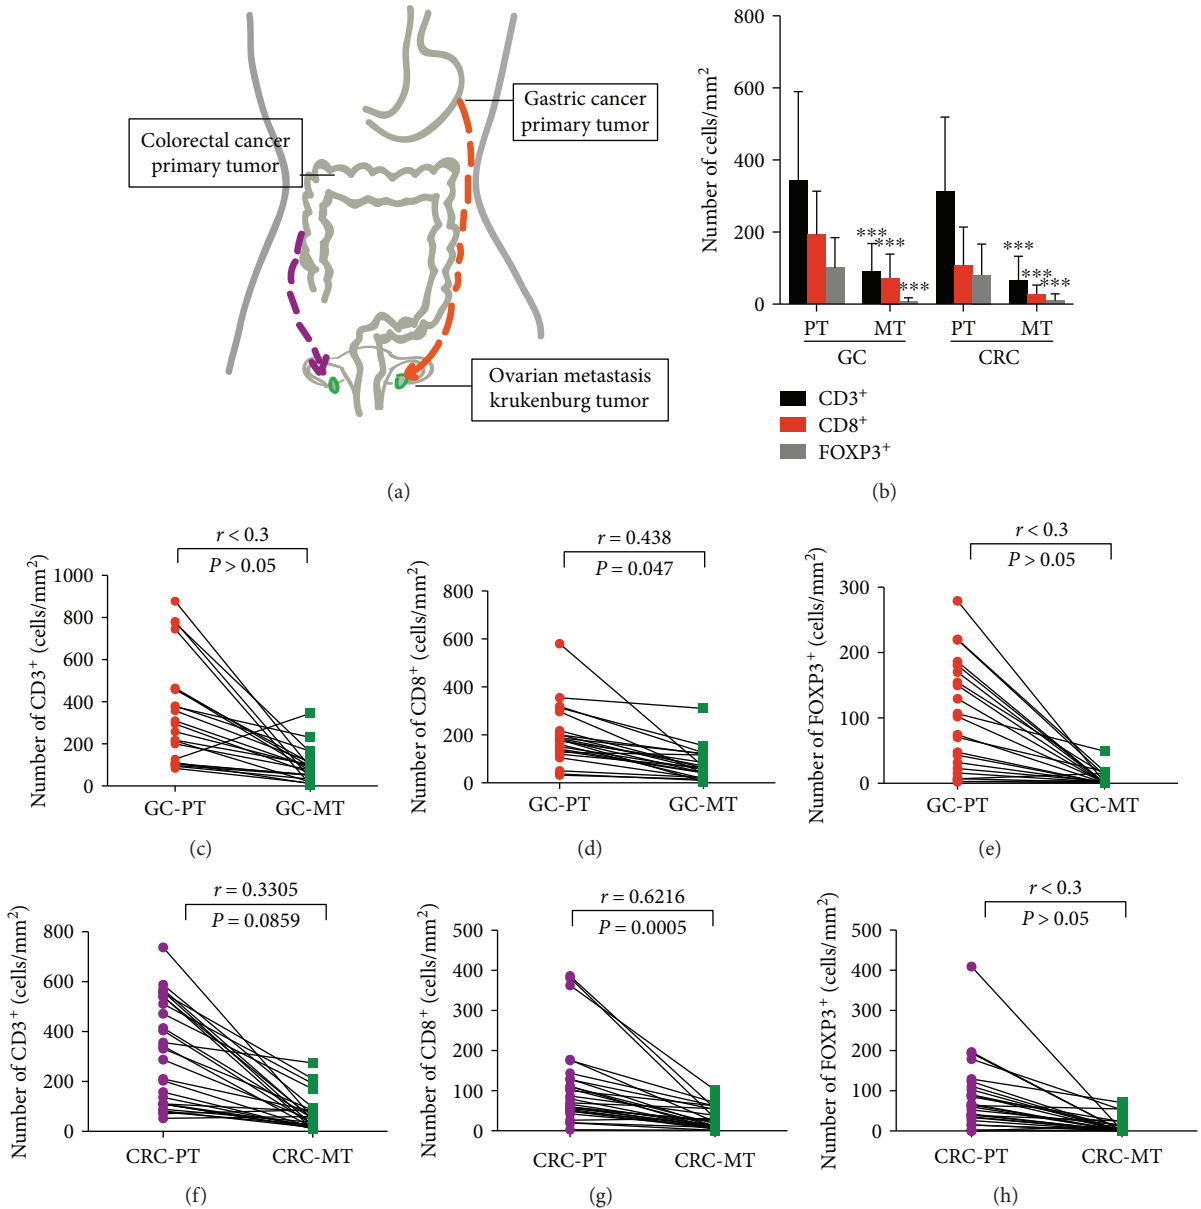 Gastric cancer
primary tumor
Colorectal cancer
primary tumor
Ovarian metastasis
krukenburg tumor
(a)
Number of cells/mm²
800
600
400
200
0
***
***
***
***
***
***
PT
MT
PT
MT
GC
CRC
CD3⁺
CD8⁺
FOXP3⁺
(b)
r < 0.3
P > 0.05
Number of CD3⁺ (cells/mm²)
1000
800
600
400
200
0
GC-PT
GC-MT
(c)
r = 0.438
P = 0.047
Number of CD8⁺ (cells/mm²)
800
600
400
200
0
GC-PT
GC-MT
(d)
r < 0.3
P > 0.05
Number of FOXP3⁺ (cells/mm²)
300
200
100
0
GC-PT
GC-MT
(e)
r = 0.3305
P = 0.0859
Number of CD3⁺ (cells/mm²)
800
600
400
200
0
CRC-PT
CRC-MT
(f)
r = 0.6216
P = 0.0005
Number of CD8⁺ (cells/mm²)
500
400
300
200
100
0
CRC-PT
CRC-MT
(g)
r < 0.3
P > 0.05
Number of FOXP3⁺ (cells/mm²)
500
400
300
200
100
0
CRC-PT
CRC-MT
(h)